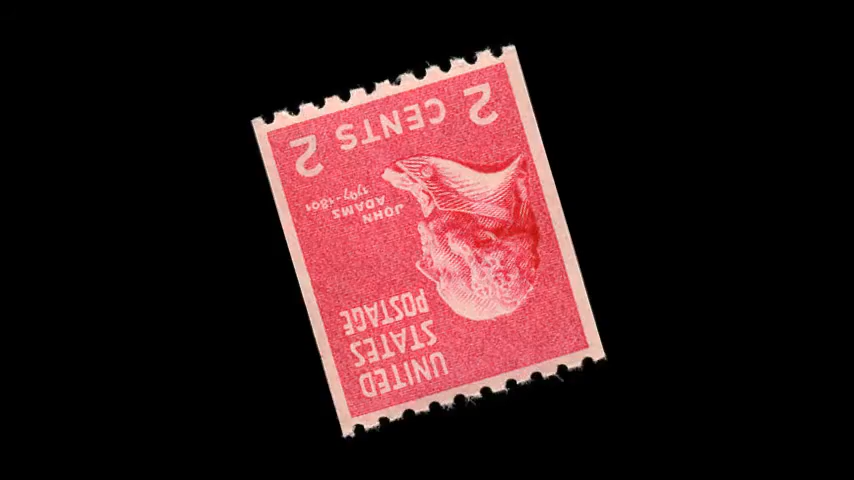 UNITED
STATES
POSTAGE
JOHN
ADAMS
1797-1801
2 CENTS 2